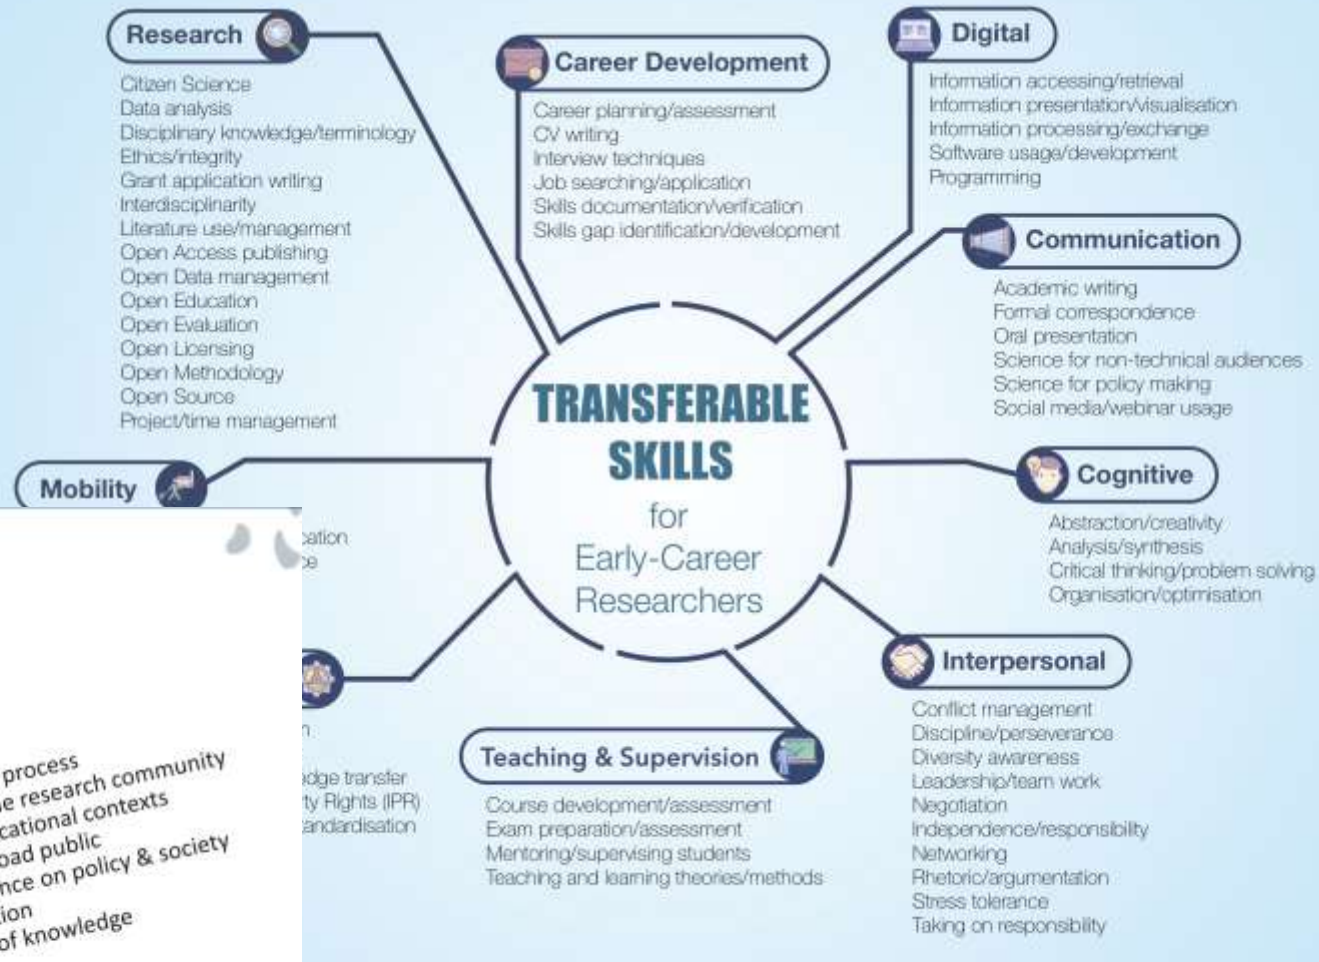 Research
Citizen Science
Data analysis
Disciplinary knowledge/terminology
Ethics/integrity
Grant application writing
Interdisciplinarity
Literature use/management
Open Access publishing
Open Data management
Open Education
Open Evaluation
Open Licensing
Open Methodology
Open Source
Project/time management
Career Development
Career planning/assessment
CV writing
Interview techniques
Job searching/application
Skills documentation/verification
Skills gap identification/development
Digital
Information accessing/retrieval
Information presentation/visualisation
Information processing/exchange
Software usage/development
Programming
Communication
Academic writing
Formal correspondence
Oral presentation
Science for non-technical audiences
Science for policy making
Social media/webinar usage
TRANSFERABLE
SKILLS
for
Early-Career
Researchers
Mobility
Cognitive
Abstraction/creativity
Analysis/synthesis
Critical thinking/problem solving
Organisation/optimisation
Interpersonal
Conflict management
Discipline/perseverance
Diversity awareness
Leadership/team work
Negotiation
Independence/responsibility
Networking
Rhetoric/argumentation
Stress tolerance
Taking on responsibility
Teaching & Supervision
Course development/assessment
Exam preparation/assessment
Mentoring/supervising students
Teaching and learning theories/methods
transfer
Rights (IPR)
process
research community
contexts
public
on policy & society
of knowledge